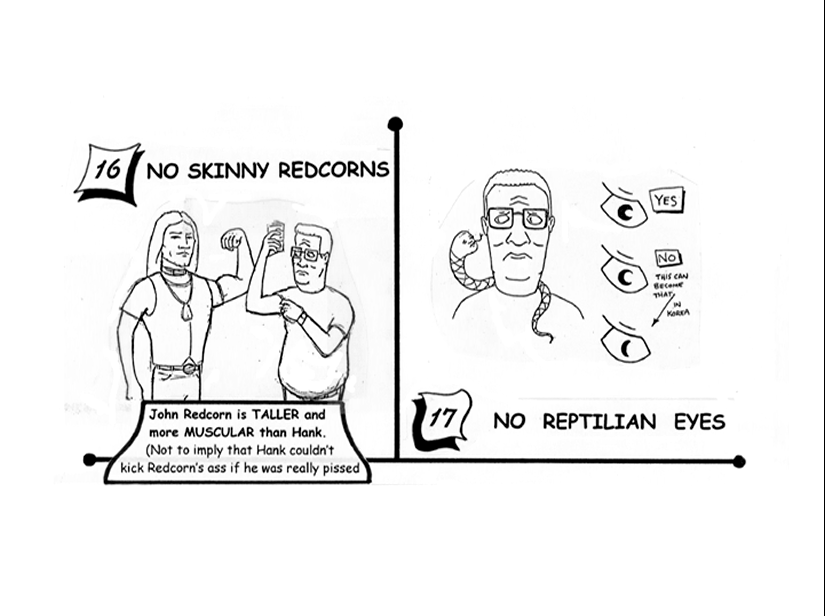 16 NO SKINNY REDCORNS
John Redcorn is TALLER and
more MUSCULAR than Hank.
(Not to imply that Hank couldn't
kick Redcorn's ass if he was really pissed
YES
NO
THIS CAN
BECOME
THAT,
IN
KOREA
17 NO REPTILIAN EYES